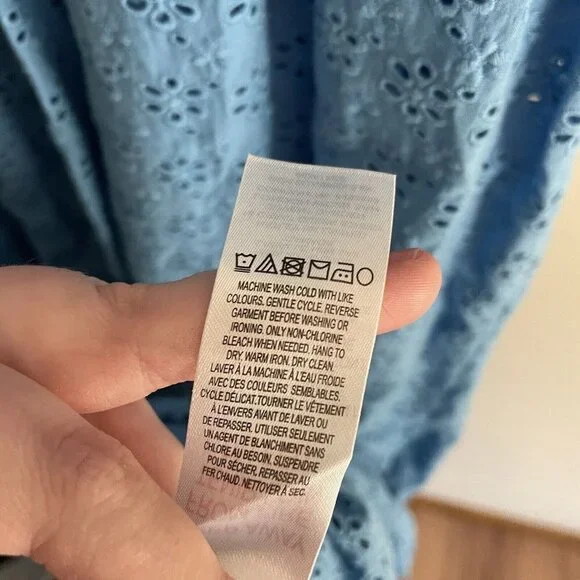 MACHINE WASH COLD WITH LIKE
COLOURS. GENTLE CYCLE. REVERSE
GARMENT BEFORE WASHING OR
IRONING. ONLY NON-CHLORINE
BLEACH WHEN NEEDED. HANG TO
DRY. WARM IRON. DRY CLEAN.
LAVER À LA MACHINE À L'EAU FROIDE
AVEC DES COULEURS SEMBLABLES.
CYCLE DÉLICAT.TOURNER LE VÊTEMENT
À L'ENVERS AVANT DE LAVER OU
DE REPASSER. UTILISER SEULEMENT
UN AGENT DE BLANCHIMENT SANS
CHLORE AU BESOIN. SUSPENDRE
POUR SÉCHER. REPASSER AU
FER CHAUD. NETTOYER À SEC.